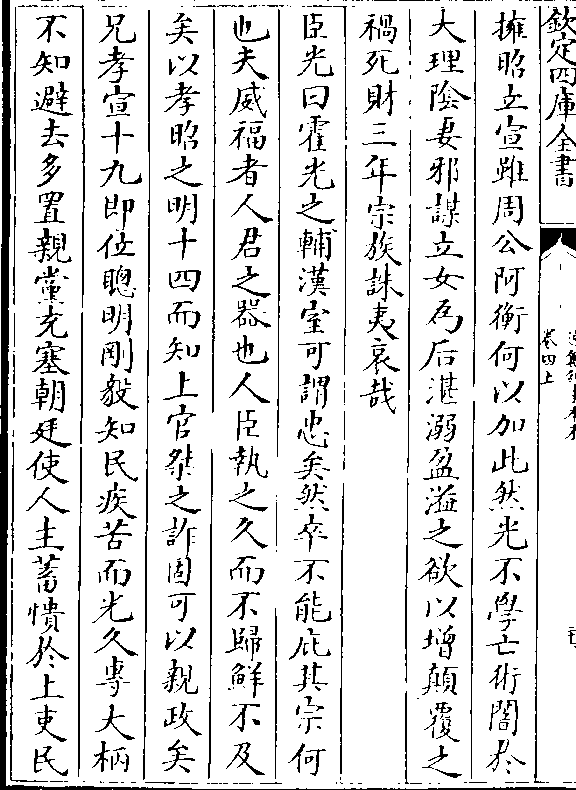 欽定四庫全書
卷四上
擁昭立宣雖周公阿衡何以加此然光不學亡術闇於
大理陰妻邪謀立女為后湛溺盈溢之欲以增顛覆之
禍死財三年宗族誅夷哀哉
臣光曰霍光之輔漢室可謂忠矣然卒不能庇其宗何
也夫威福者人君之器也人臣執之久而不歸鮮不及
矣以孝昭之明十四而知上官桀之詐固可以親政矣
况孝宣十九即位聰明剛毅知民疾苦而光久專大柄
不知避去多置親黨充塞朝廷使人主蓄憤於上吏民